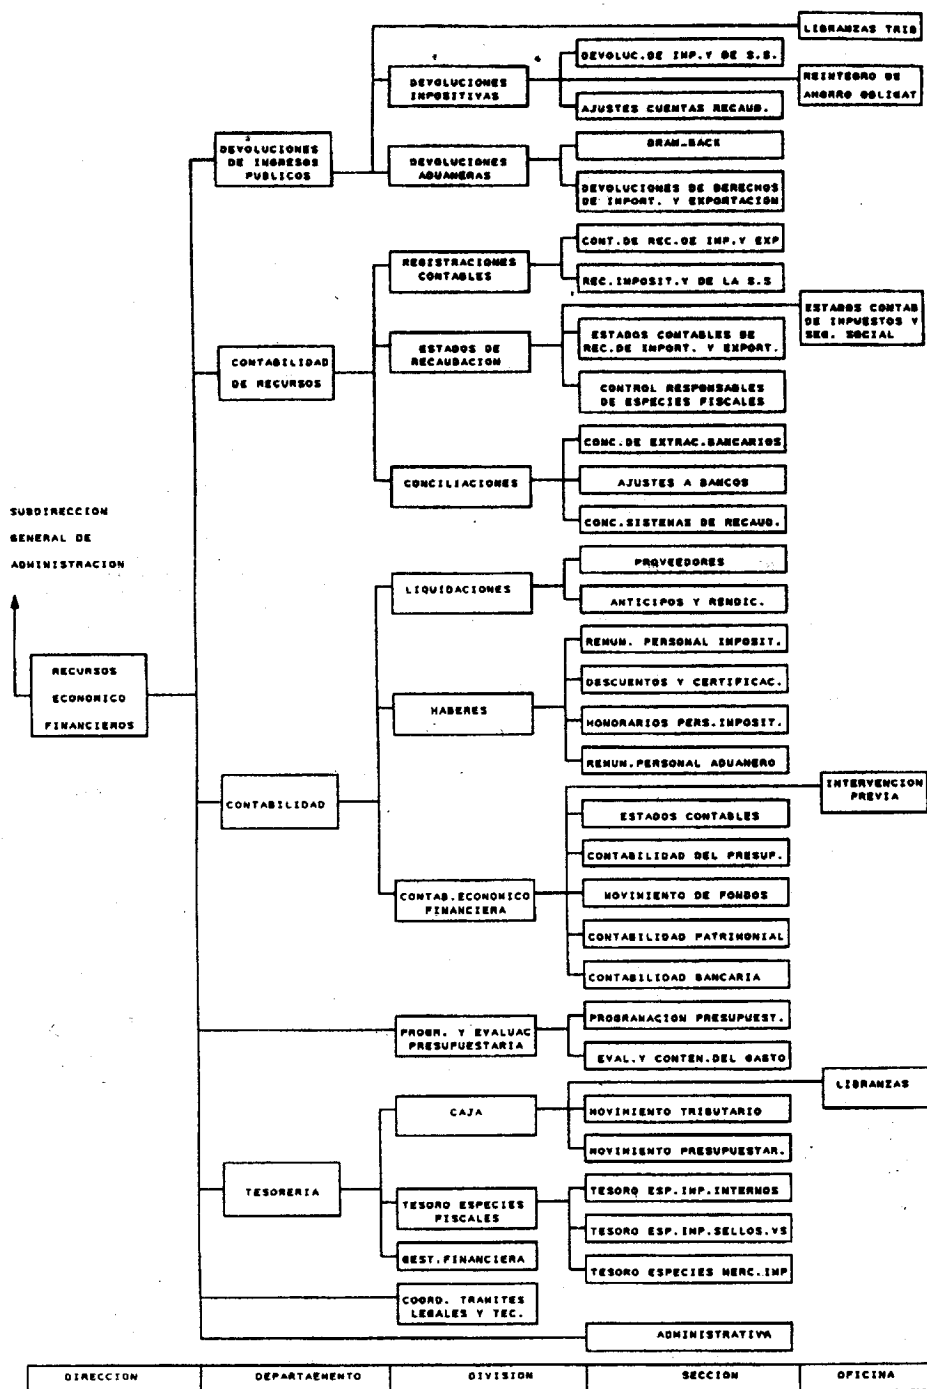 LIBRANZAS TRIB
DEVOLUC.DE IMP.Y DE S.S.
DEVOLUCIONES
IMPOSITIVAS
REINTEGRO DE
AHORRO OBLIGAT
AJUSTES CUENTAS RECAUD.
DEVOLUCIONES
DE INGRESOS
PUBLICOS
DRAW-BACK
DEVOLUCIONES
ADUANERAS
DEVOLUCIONES DE DERECHOS
DE IMPORT. Y EXPORTACION
CONT.DE REC.DE IMP.Y EXP
REGISTRACIONES
CONTABLES
REC.IMPOSIT.Y DE LA S.S
ESTADOS CONTAB
DE IMPUESTOS Y
SEG. SOCIAL
ESTADOS CONTABLES DE
REC.DE IMPORT. Y EXPORT.
ESTADOS DE
RECAUDACION
CONTABILIDAD
DE RECURSOS
CONTROL RESPONSABLES
DE ESPECIES FISCALES
CONC.DE EXTRAC.BANCARIOS
CONCILIACIONES
AJUSTES A BANCOS
CONC.SISTEMAS DE RECAUD.
SUBDIRECCION
GENERAL DE
ADMINISTRACION
PROVEEDORES
LIQUIDACIONES
ANTICIPOS Y RENDIC.
REMUN. PERSONAL IMPOSIT.
RECURSOS
ECONOMICO
FINANCIEROS
DESCUENTOS Y CERTIFICAC.
HABERES
HONORARIOS PERS.IMPOSIT.
REMUN.PERSONAL ADUANERO
INTERVENCION
PREVIA
CONTABILIDAD
ESTADOS CONTABLES
CONTABILIDAD DEL PRESUP.
CONTAB.ECONOMICO
FINANCIERA
MOVIMIENTO DE FONDOS
CONTABILIDAD PATRIMONIAL
CONTABILIDAD BANCARIA
PROGRAMACION PRESUPUEST.
PROGR. Y EVALUAC
PRESUPUESTARIA
EVAL.Y CONTEN.DEL GASTO
LIBRANZAS
CAJA
MOVIMIENTO TRIBUTARIO
MOVIMIENTO PRESUPUESTAR.
TESORERIA
TESORO ESP.IMP.INTERNOS
TESORO ESPECIES
FISCALES
TESORO ESP.IMP.SELLOS.VS
GEST.FINANCIERA
TESORO ESPECIES MERC.IMP
COORD. TRAMITES
LEGALES Y TEC.
ADMINISTRATIVA
DIRECCION DEPARTAEMENTO DIVISION SECCION OFICINA